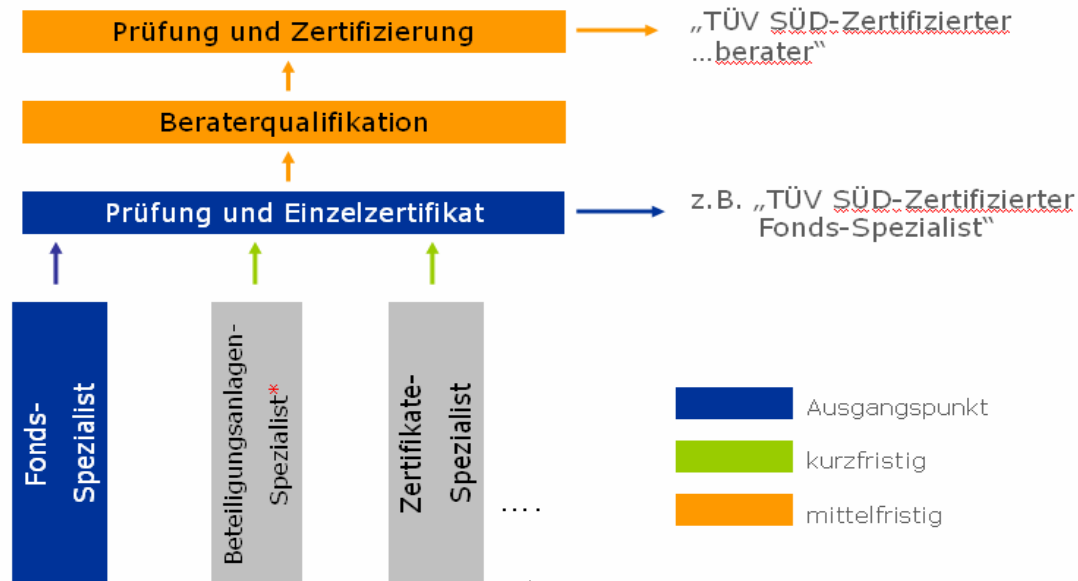 Prüfung und Zertifizierung
„TÜV SÜD-Zertifizierter
...berater“
Beraterqualifikation
Prüfung und Einzelzertifikat
z.B. „TÜV SÜD-Zertifizierter
Fonds-Spezialist“
Fonds-
Spezialist
Beteiligungsanlagen-
Spezialist*
Zertifikate-
Spezialist
....
Ausgangspunkt
kurzfristig
mittelfristig